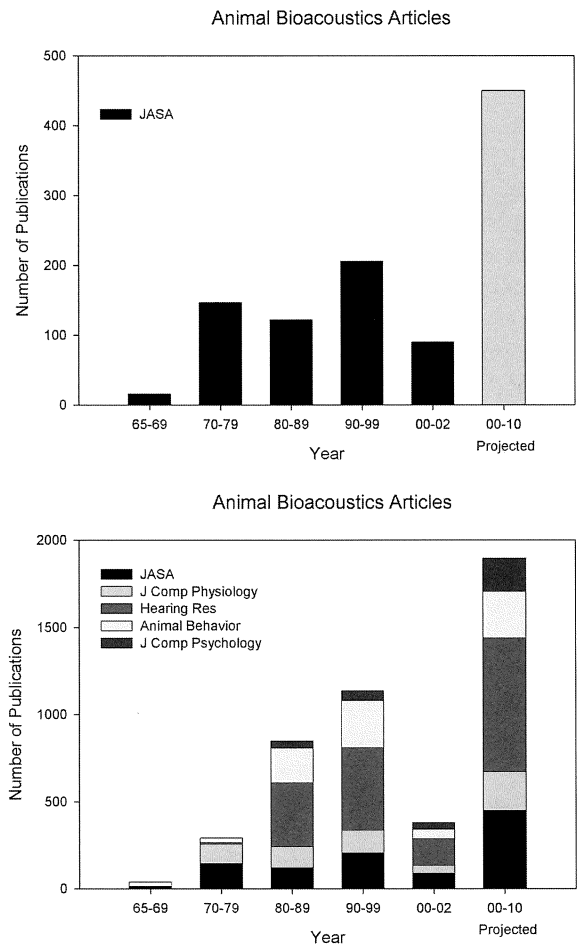 Animal Bioacoustics Articles
500
400
300
200
100
0
Number of Publications
JASA
65-69 70-79 80-89 90-99 00-02 00-10
Projected
Year
Animal Bioacoustics Articles
2000
1500
1000
500
0
Number of Publications
JASA
J Comp Physiology
Hearing Res
Animal Behavior
J Comp Psychology
65-69 70-79 80-89 90-99 00-02 00-10
Projected
Year